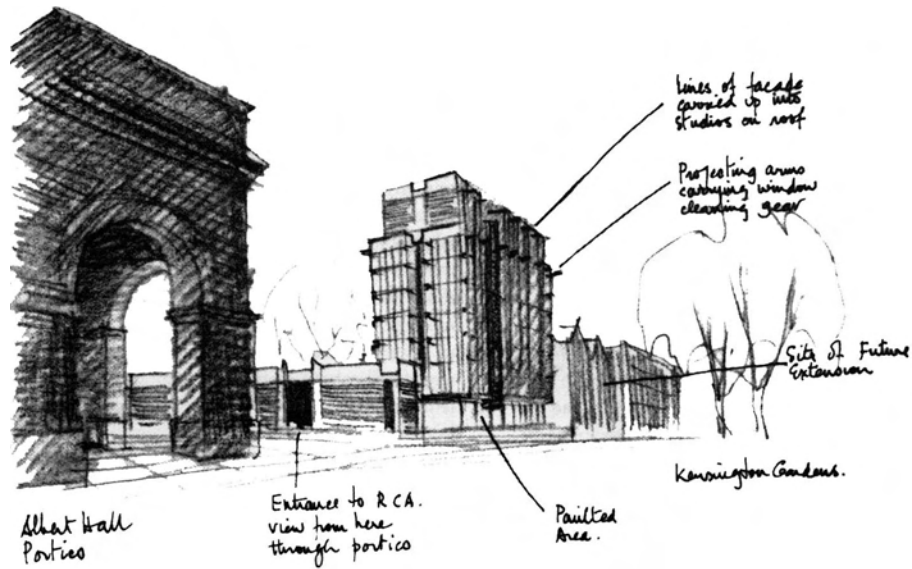 Lines of facade
carried up into
studios on roof
Projecting arms
carrying window
cleaning gear
Site of Future
Extension
Kensington Gardens.
Albert Hall
Portico
Entrance to RCA.
view from here
through portico
Area.